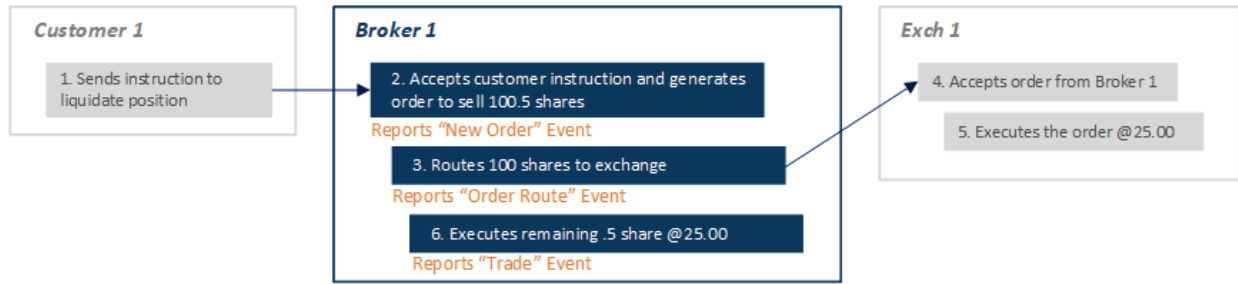 Customer 1
1. Sends instruction to
liquidate position
Broker 1
2. Accepts customer instruction and generates
order to sell 100.5 shares
Reports “New Order” Event
3. Routes 100 shares to exchange
Reports “Order Route” Event
6. Executes remaining .5 share @25.00
Reports “Trade” Event
Exch 1
4. Accepts order from Broker 1
5. Executes the order @25.00